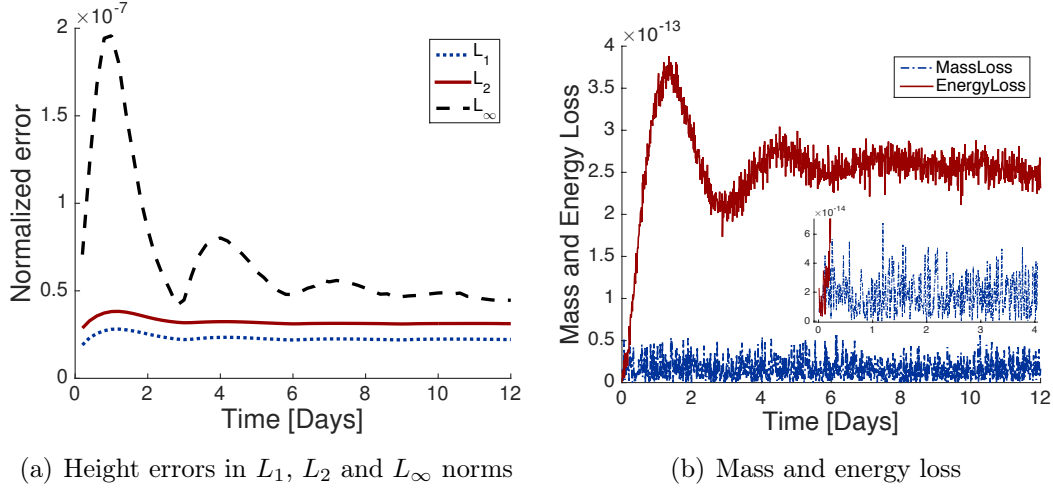 ×10⁻⁷
2
1.5
1
0.5
0
Normalized error
0 2 4 6 8 10 12
Time [Days]
L₁
L₂
L∞
(a) Height errors in L₁, L₂ and L∞ norms
×10⁻¹³
4
3.5
3
2.5
2
1.5
1
0.5
0
Mass and Energy Loss
0 2 4 6 8 10 12
Time [Days]
MassLoss
EnergyLoss
×10⁻¹⁴
6
4
2
0
0 1 2 3 4
(b) Mass and energy loss